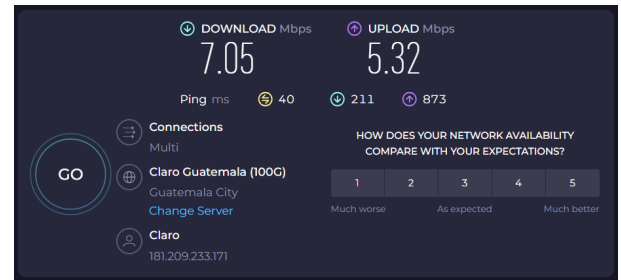 DOWNLOAD Mbps
7.05
UPLOAD Mbps
5.32
Ping ms 40 211 873
GO
Connections
Multi
Claro Guatemala (100G)
Guatemala City
Change Server
Claro
181.209.233.171
HOW DOES YOUR NETWORK AVAILABILITY
COMPARE WITH YOUR EXPECTATIONS?
1 2 3 4 5
Much worse As expected Much better